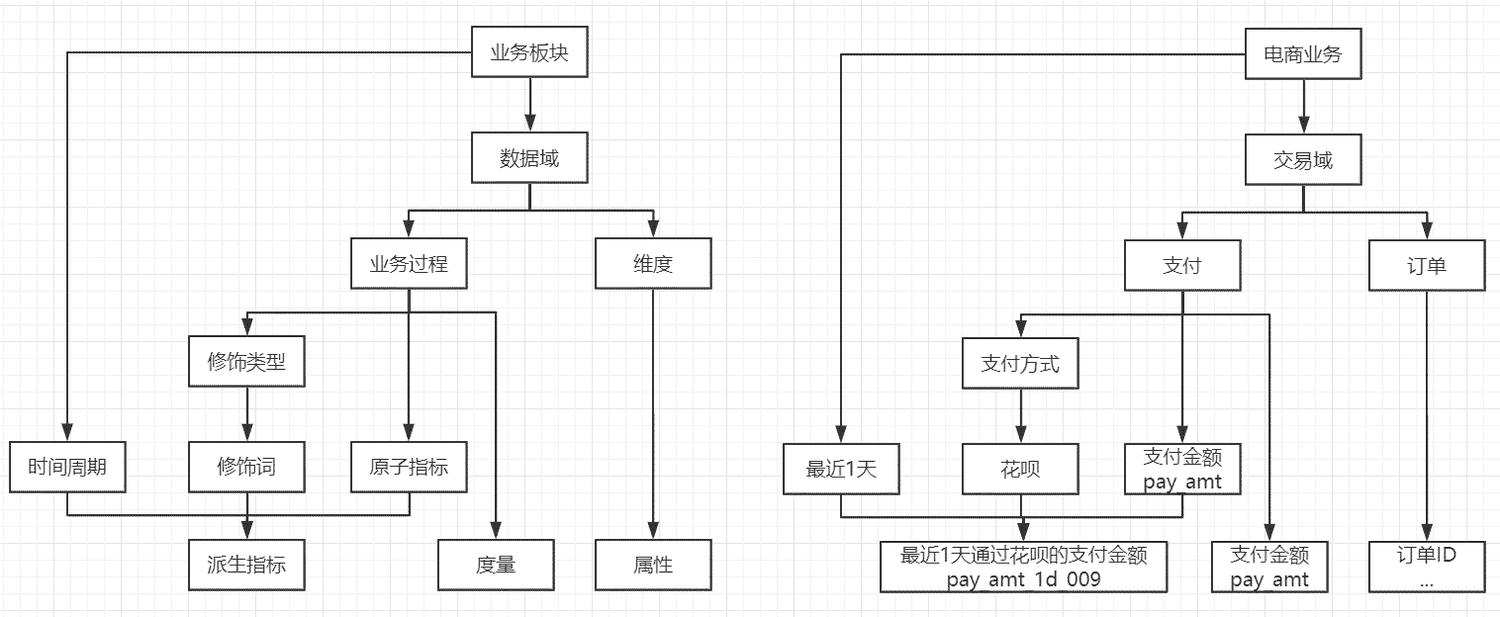 业务板块
数据域
业务过程
维度
修饰类型
时间周期
修饰词
原子指标
派生指标
度量
属性
电商业务
交易域
支付
订单
支付方式
最近1天
花呗
支付金额
pay_amt
最近1天通过花呗的支付金额
pay_amt_1d_009
支付金额
pay_amt
订单ID
...